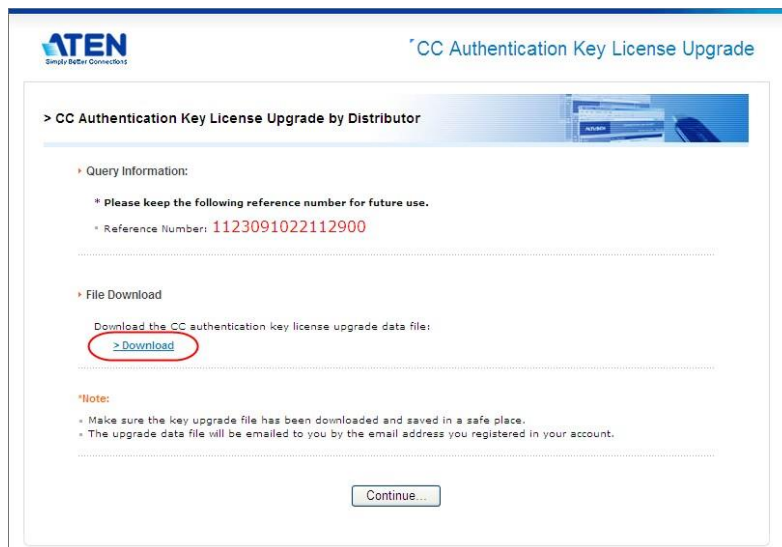 ATEN
Simply Better Connections
CC Authentication Key License Upgrade
> CC Authentication Key License Upgrade by Distributor
Query Information:
* Please keep the following reference number for future use.
Reference Number: 1123091022112900
File Download
Download the CC authentication key license upgrade data file:
> Download
*Note:
Make sure the key upgrade file has been downloaded and saved in a safe place.
The upgrade data file will be emailed to you by the email address you registered in your account.
Continue...